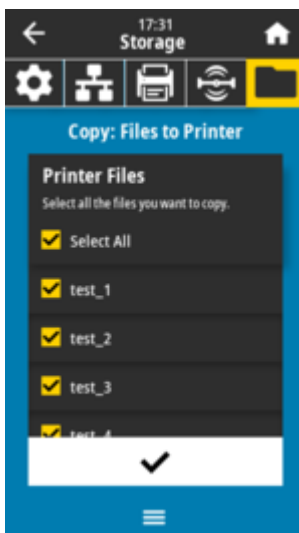 17:31
Storage
Copy: Files to Printer
Printer Files
Select all the files you want to copy.
Select All
test_1
test_2
test_3
test_4